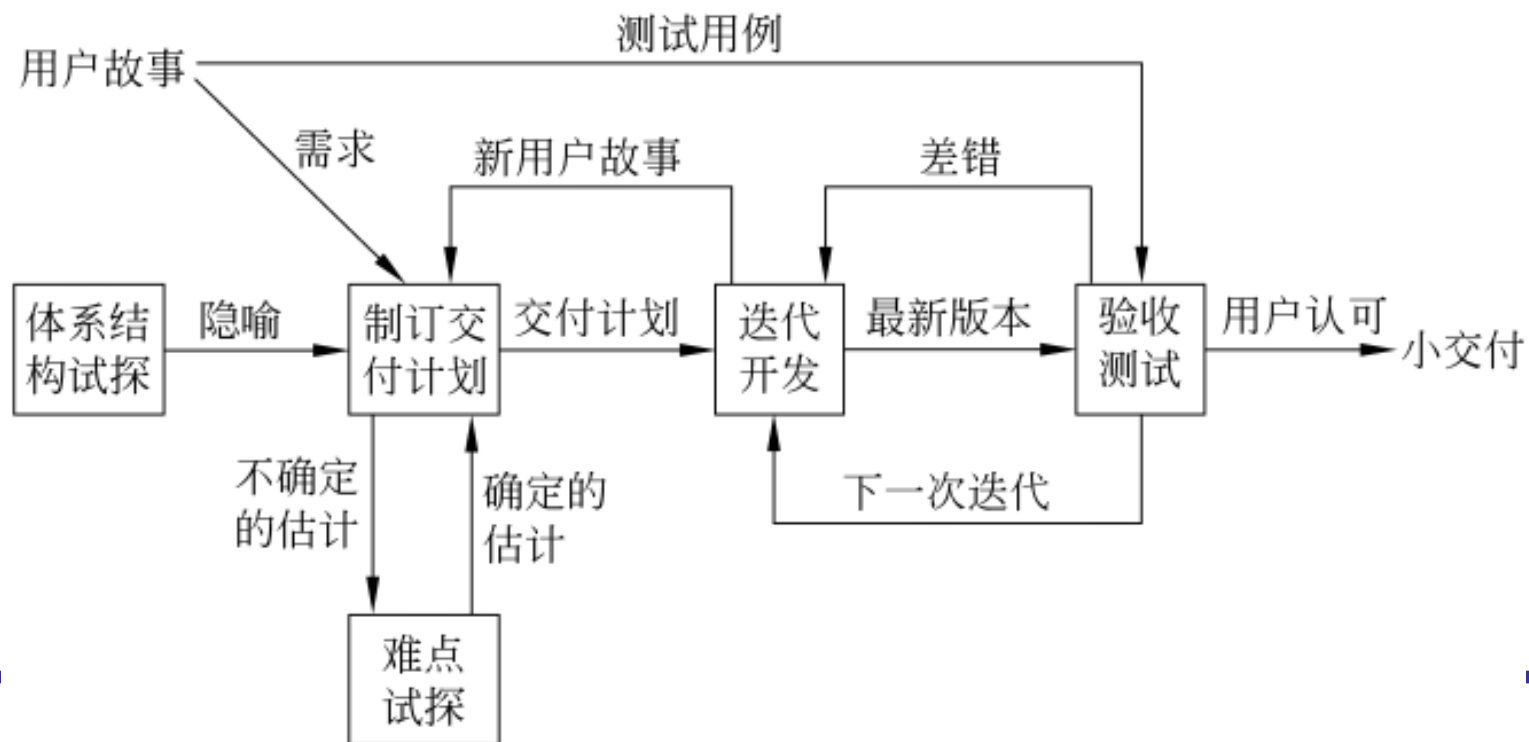 测试用例
用户故事
需求
新用户故事
差错
体系结
构试探
隐喻
制订交
付计划
交付计划
迭代
开发
最新版本
验收
测试
用户认可
小交付
不确定
的估计
确定的
估计
下一次迭代
难点
试探